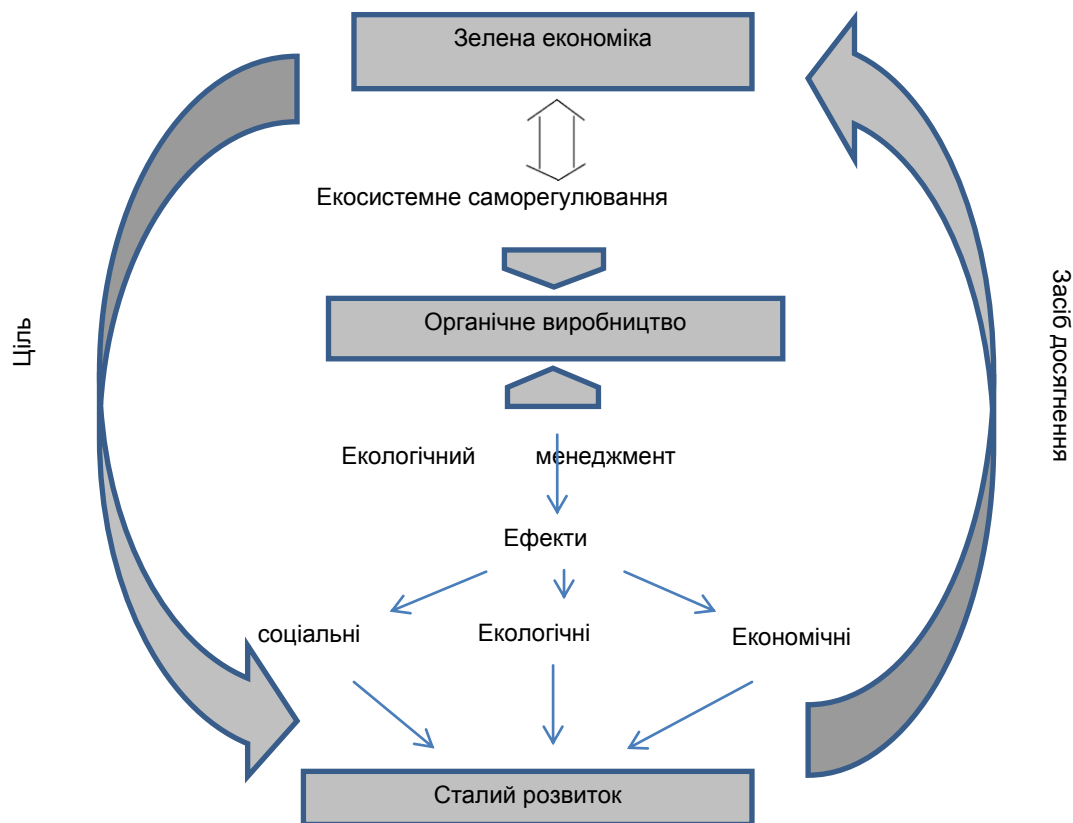 Зелена економіка
Екосистемне саморегулювання
Ціль
Засіб досягнення
Органічне виробництво
Екологічний менеджмент
Ефекти
соціальні
Екологічні
Економічні
Сталий розвиток